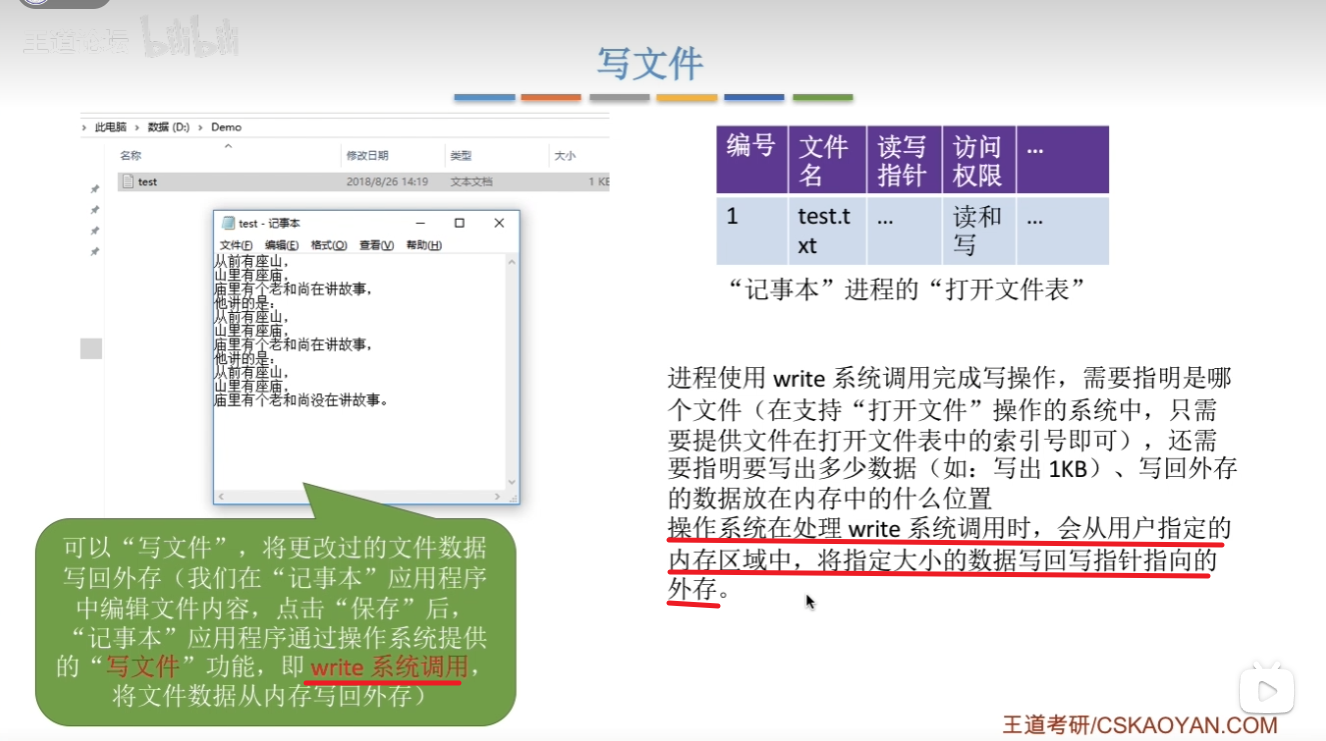 王道论坛 bilibili
写文件
› 此电脑 › 数据 (D:) › Demo
名称 修改日期 类型 大小
test 2018/8/26 14:19 文本文档 1 KB
test - 记事本
文件(F) 编辑(E) 格式(O) 查看(V) 帮助(H)
从前有座山，
山里有座庙，
庙里有个老和尚在讲故事，
他讲的是：
从前有座山，
山里有座庙，
庙里有个老和尚在讲故事，
他讲的是：
从前有座山，
山里有座庙，
庙里有个老和尚没在讲故事。
可以“写文件”，将更改过的文件数据
写回外存（我们在“记事本”应用程序
中编辑文件内容，点击“保存”后，
“记事本”应用程序通过操作系统提供
的“写文件”功能，即 write 系统调用，
将文件数据从内存写回外存）
编号 文件名 读写指针 访问权限 …
1 test.txt … 读和写 …
“记事本”进程的“打开文件表”
进程使用 write 系统调用完成写操作，需要指明是哪
个文件（在支持“打开文件”操作的系统中，只需
要提供文件在打开文件表中的索引号即可），还需
要指明要写出多少数据（如：写出 1KB）、写回外存
的数据放在内存中的什么位置
操作系统在处理 write 系统调用时，会从用户指定的
内存区域中，将指定大小的数据写回写指针指向的
外存。
王道考研/CSKAOYAN.COM